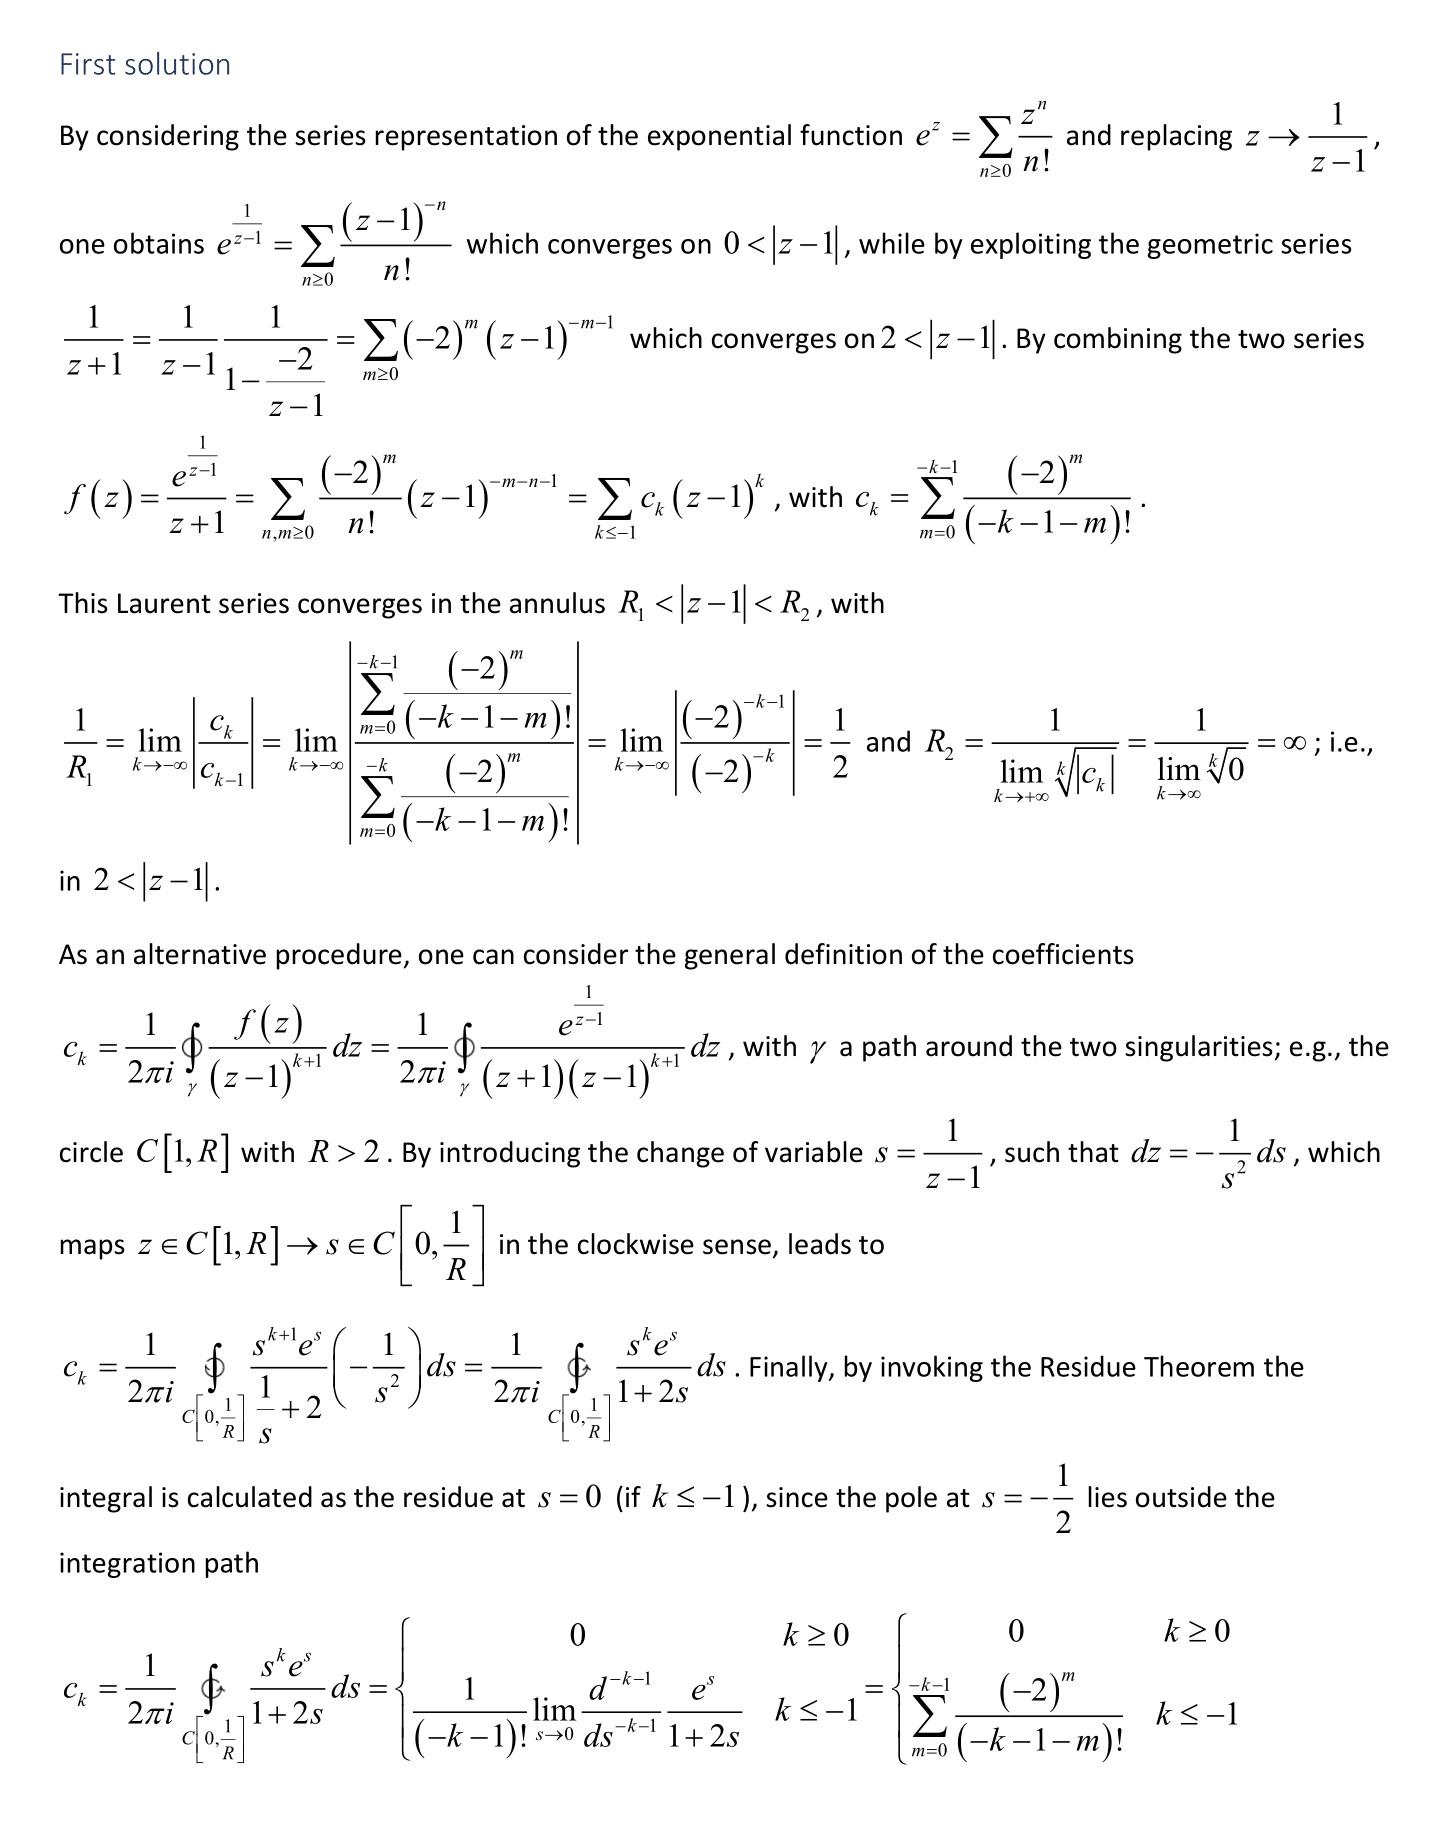 First solution
By considering the series representation of the exponential function $e^{z} = \sum_{n \geq 0} \frac{z^{n}}{n!}$ and replacing $z \to \frac{1}{z-1}$,
one obtains $e^{\frac{1}{z-1}} = \sum_{n \geq 0} \frac{(z-1)^{-n}}{n!}$ which converges on $0 < |z-1|$, while by exploiting the geometric series
$\frac{1}{z+1} = \frac{1}{z-1} \frac{1}{1 - \frac{-2}{z-1}} = \sum_{m \geq 0} (-2)^{m} (z-1)^{-m-1}$ which converges on $2 < |z-1|$. By combining the two series
$f(z) = \frac{e^{\frac{1}{z-1}}}{z+1} = \sum_{n,m \geq 0} \frac{(-2)^{m}}{n!} (z-1)^{-m-n-1} = \sum_{k \leq -1} c_{k} (z-1)^{k}$, with $c_{k} = \sum_{m=0}^{-k-1} \frac{(-2)^{m}}{(-k-1-m)!}$.
This Laurent series converges in the annulus $R_{1} < |z-1| < R_{2}$, with
$\frac{1}{R_{1}} = \lim_{k \to -\infty} \left| \frac{c_{k}}{c_{k-1}} \right| = \lim_{k \to -\infty} \left| \frac{\sum_{m=0}^{-k-1} \frac{(-2)^{m}}{(-k-1-m)!}}{\sum_{m=0}^{-k} \frac{(-2)^{m}}{(-k-1-m)!}} \right| = \lim_{k \to -\infty} \left| \frac{(-2)^{-k-1}}{(-2)^{-k}} \right| = \frac{1}{2}$ and $R_{2} = \frac{1}{\lim_{k \to +\infty} \sqrt[k]{|c_{k}|}} = \frac{1}{\lim_{k \to \infty} \sqrt[k]{0}} = \infty$; i.e.,
in $2 < |z-1|$.
As an alternative procedure, one can consider the general definition of the coefficients
$c_{k} = \frac{1}{2\pi i} \oint_{\gamma} \frac{f(z)}{(z-1)^{k+1}} dz = \frac{1}{2\pi i} \oint_{\gamma} \frac{e^{\frac{1}{z-1}}}{(z+1)(z-1)^{k+1}} dz$, with $\gamma$ a path around the two singularities; e.g., the
circle $C[1, R]$ with $R > 2$. By introducing the change of variable $s = \frac{1}{z-1}$, such that $dz = -\frac{1}{s^{2}} ds$, which
maps $z \in C[1, R] \to s \in C\left[0, \frac{1}{R}\right]$ in the clockwise sense, leads to
$c_{k} = \frac{1}{2\pi i} \oint_{C\left[0, \frac{1}{R}\right]} \frac{s^{k+1} e^{s}}{\frac{1}{s} + 2} \left( -\frac{1}{s^{2}} \right) ds = \frac{1}{2\pi i} \oint_{C\left[0, \frac{1}{R}\right]} \frac{s^{k} e^{s}}{1+2s} ds$. Finally, by invoking the Residue Theorem the
integral is calculated as the residue at $s = 0$ (if $k \leq -1$), since the pole at $s = -\frac{1}{2}$ lies outside the
integration path
$c_{k} = \frac{1}{2\pi i} \oint_{C\left[0, \frac{1}{R}\right]} \frac{s^{k} e^{s}}{1+2s} ds = \begin{cases} 0 & k \geq 0 \\ \frac{1}{(-k-1)!} \lim_{s \to 0} \frac{d^{-k-1}}{ds^{-k-1}} \frac{e^{s}}{1+2s} & k \leq -1 \end{cases} = \begin{cases} 0 & k \geq 0 \\ \sum_{m=0}^{-k-1} \frac{(-2)^{m}}{(-k-1-m)!} & k \leq -1 \end{cases}$